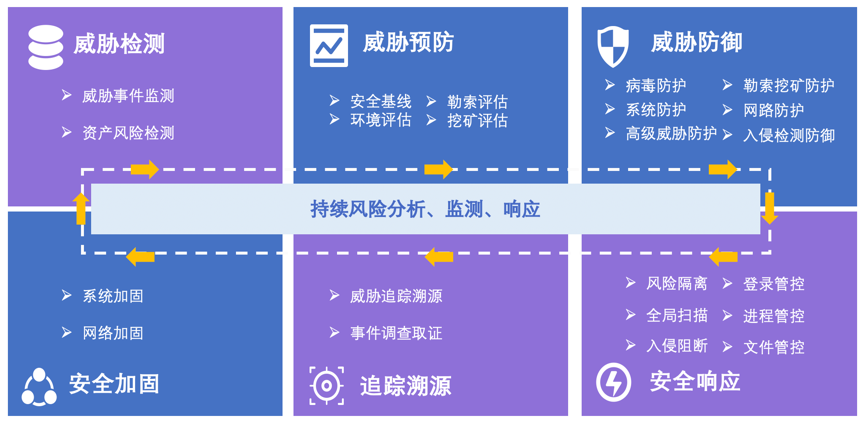 威胁检测
威胁事件监测
资产风险检测
威胁预防
安全基线 勒索评估
环境评估 挖矿评估
威胁防御
病毒防护 勒索挖矿防护
系统防护 网路防护
高级威胁防护 入侵检测防御
持续风险分析、监测、响应
系统加固
网络加固
安全加固
威胁追踪溯源
事件调查取证
追踪溯源
风险隔离 登录管控
全局扫描 进程管控
入侵阻断 文件管控
安全响应